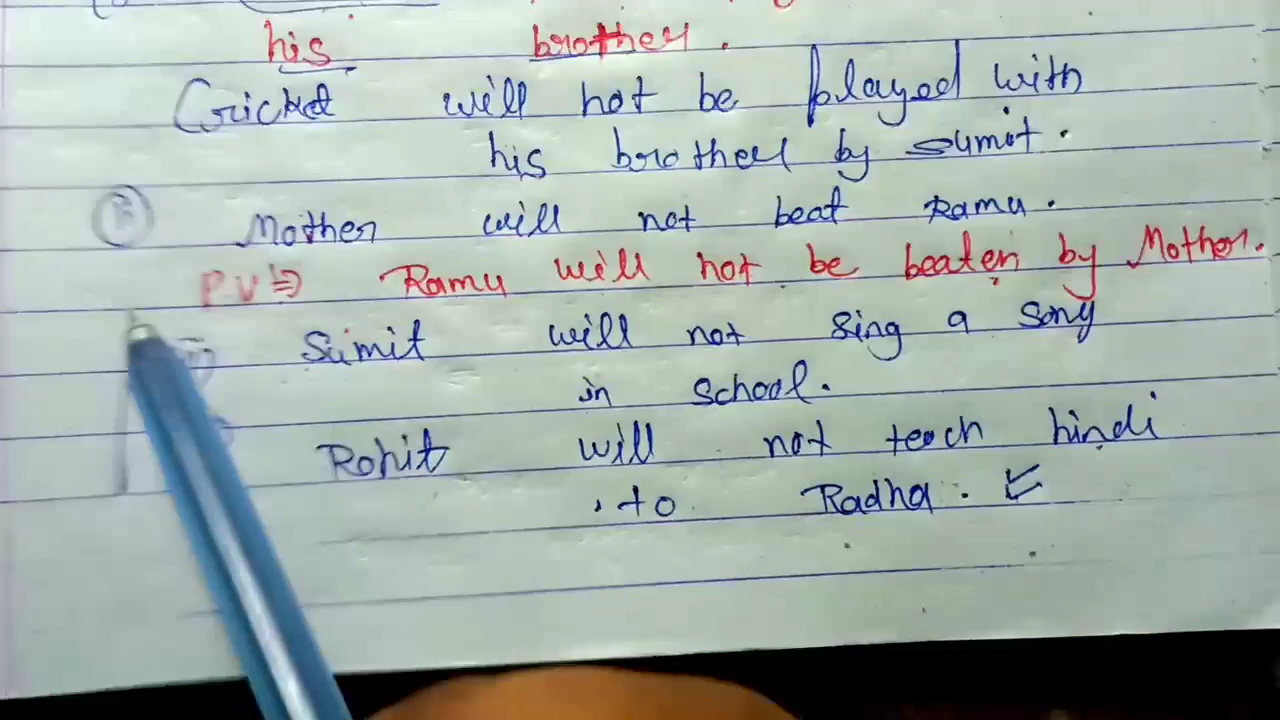 his brother.
Cricket will not be played with
his brother by Sumit.
Mother will not beat Ramu.
P.V ⇒ Ramu will not be beaten by Mother.
Sumit will not sing a song
in school.
Rohit will not teach hindi
to Radha.